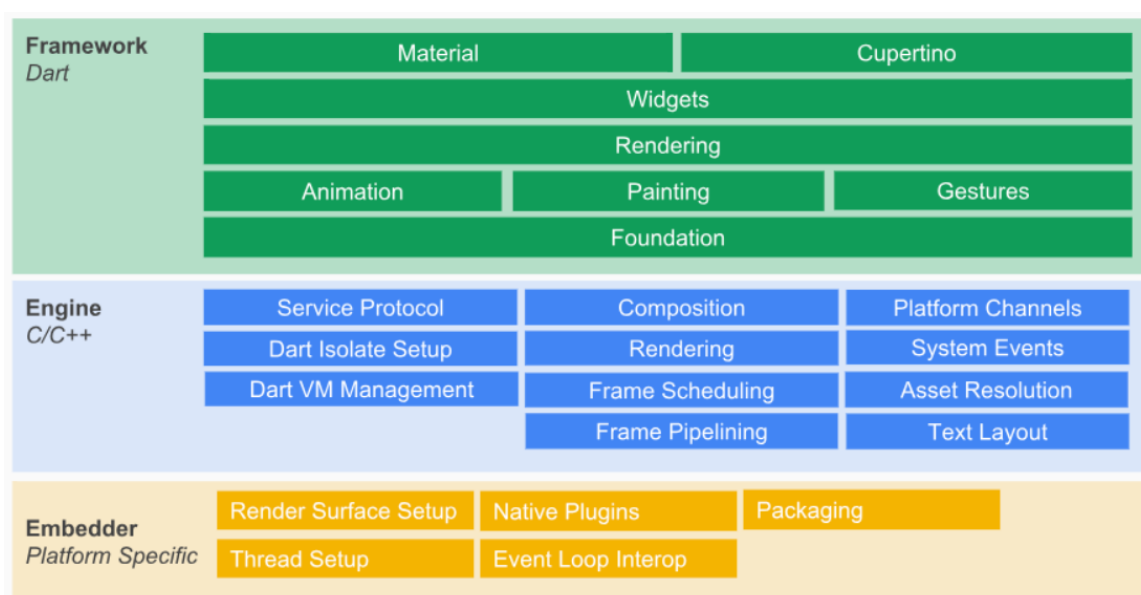 Framework
Dart
Material
Cupertino
Widgets
Rendering
Animation
Painting
Gestures
Foundation
Engine
C/C++
Service Protocol
Composition
Platform Channels
Dart Isolate Setup
Rendering
System Events
Dart VM Management
Frame Scheduling
Asset Resolution
Frame Pipelining
Text Layout
Embedder
Platform Specific
Render Surface Setup
Native Plugins
Packaging
Thread Setup
Event Loop Interop